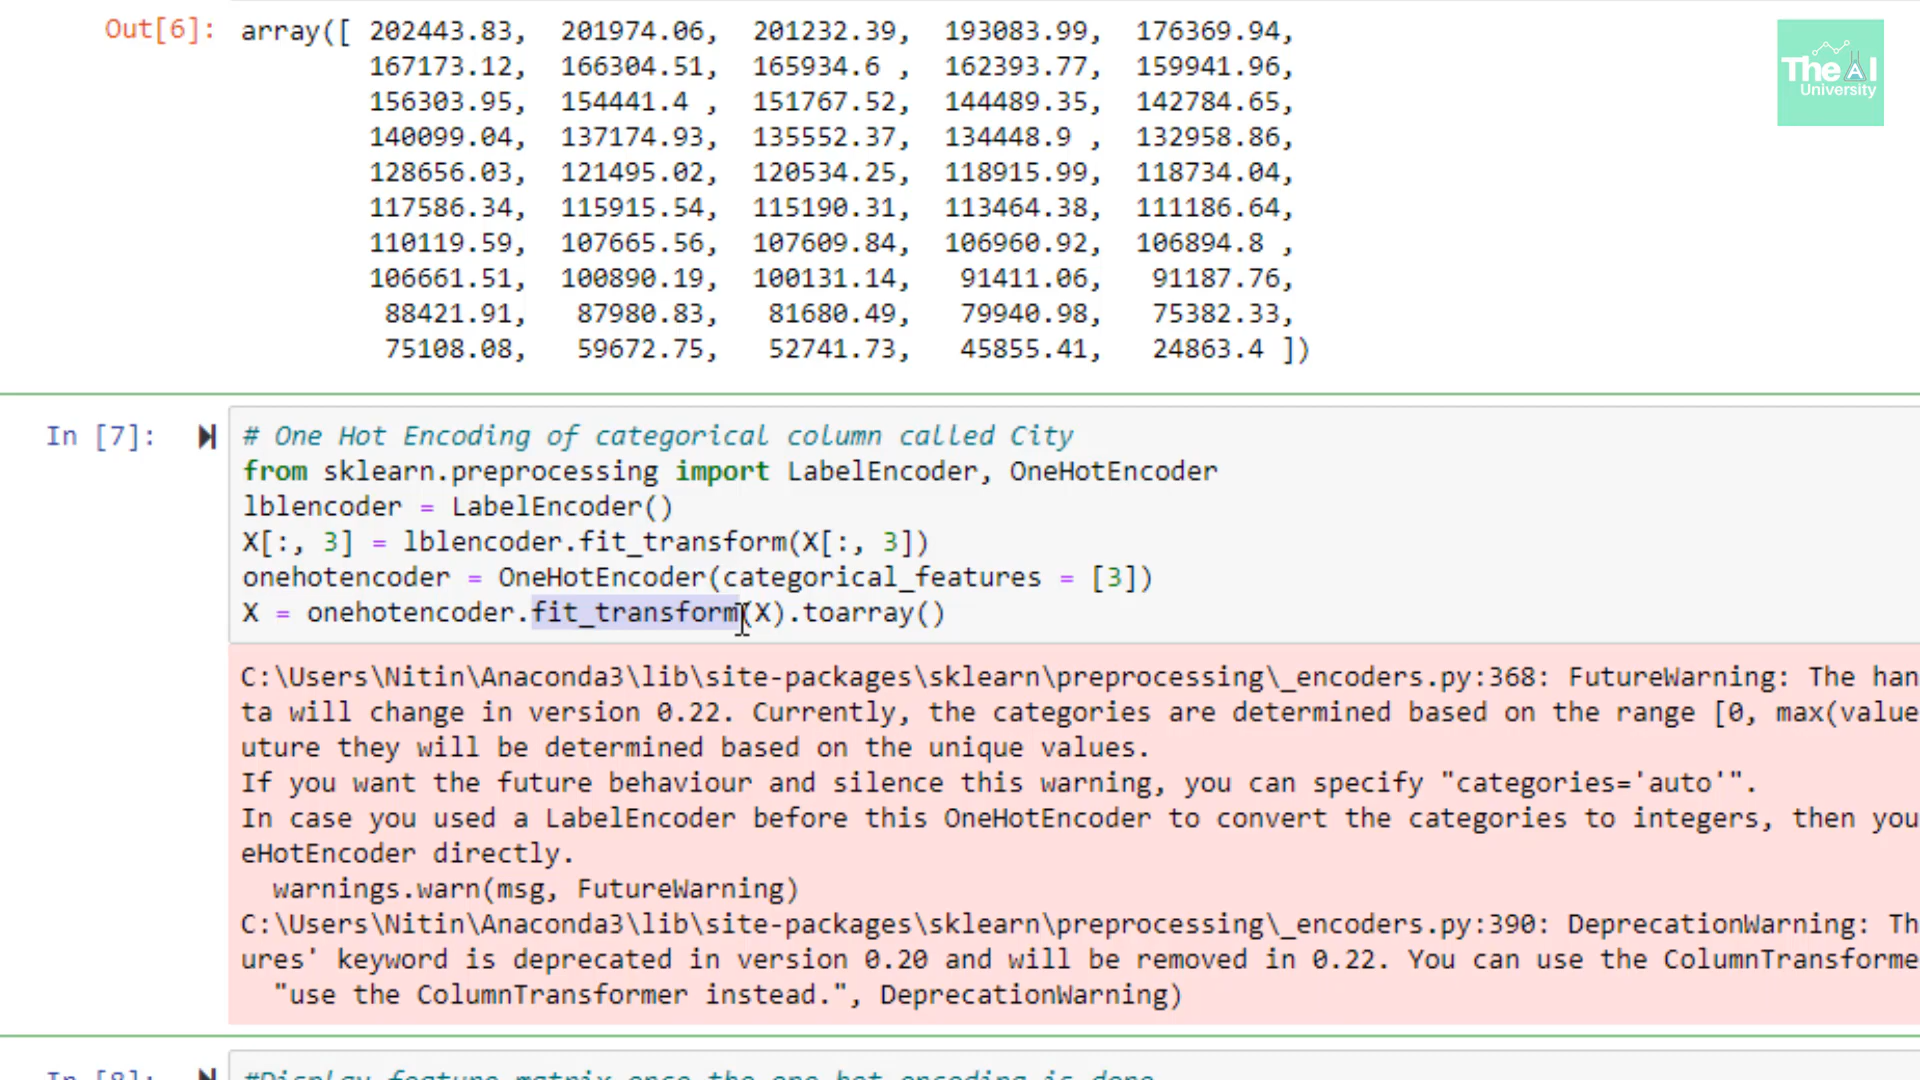 Out[6]: array([ 202443.83, 201974.06, 201232.39, 193083.99, 176369.94,
167173.12, 166304.51, 165934.6 , 162393.77, 159941.96,
156303.95, 154441.4 , 151767.52, 144489.35, 142784.65,
140099.04, 137174.93, 135552.37, 134448.9 , 132958.86,
128656.03, 121495.02, 120534.25, 118915.99, 118734.04,
117586.34, 115915.54, 115190.31, 113464.38, 111186.64,
110119.59, 107665.56, 107609.84, 106960.92, 106894.8 ,
106661.51, 100890.19, 100131.14, 91411.06, 91187.76,
88421.91, 87980.83, 81680.49, 79940.98, 75382.33,
75108.08, 59672.75, 52741.73, 45855.41, 24863.4 ])
The AI
University
In [7]: # One Hot Encoding of categorical column called City
from sklearn.preprocessing import LabelEncoder, OneHotEncoder
lblencoder = LabelEncoder()
X[:, 3] = lblencoder.fit_transform(X[:, 3])
onehotencoder = OneHotEncoder(categorical_features = [3])
X = onehotencoder.fit_transform(X).toarray()
C:\Users\Nitin\Anaconda3\lib\site-packages\sklearn\preprocessing\_encoders.py:368: FutureWarning: The han
ta will change in version 0.22. Currently, the categories are determined based on the range [0, max(value
uture they will be determined based on the unique values.
If you want the future behaviour and silence this warning, you can specify "categories='auto'".
In case you used a LabelEncoder before this OneHotEncoder to convert the categories to integers, then you
eHotEncoder directly.
warnings.warn(msg, FutureWarning)
C:\Users\Nitin\Anaconda3\lib\site-packages\sklearn\preprocessing\_encoders.py:390: DeprecationWarning: Th
ures' keyword is deprecated in version 0.20 and will be removed in 0.22. You can use the ColumnTransforme
"use the ColumnTransformer instead.", DeprecationWarning)
In [8]: #Display feature matrix once the one hot encoding is done